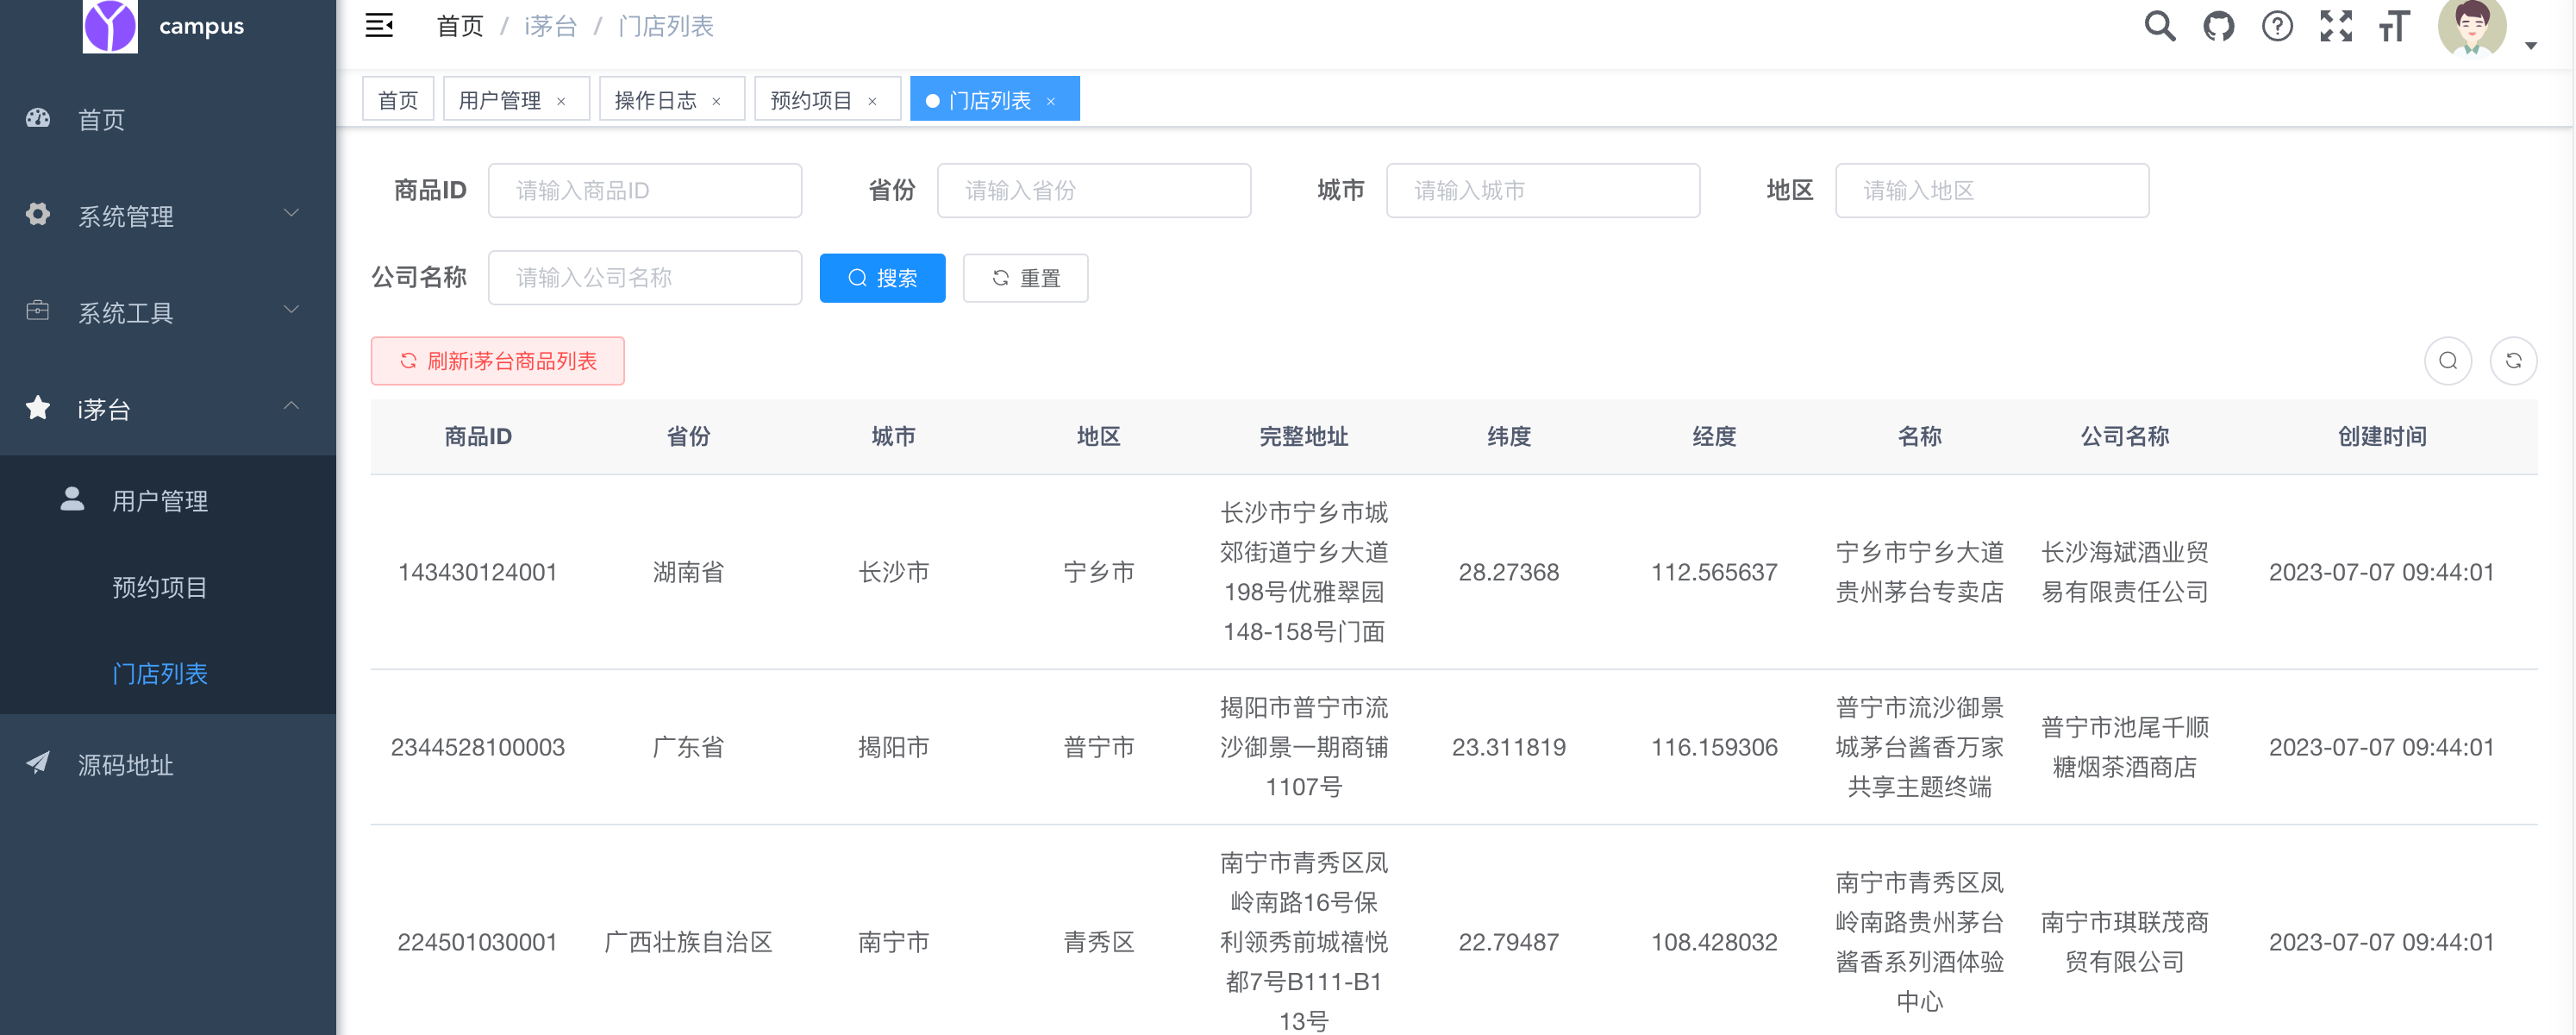 campus
首页 / i茅台 / 门店列表
首页
用户管理 ×
操作日志 ×
预约项目 ×
门店列表 ×
首页
系统管理
系统工具
i茅台
用户管理
预约项目
门店列表
源码地址
商品ID 请输入商品ID
省份 请输入省份
城市 请输入城市
地区 请输入地区
公司名称 请输入公司名称
搜索
重置
刷新i茅台商品列表
商品ID 省份 城市 地区 完整地址 纬度 经度 名称 公司名称 创建时间
143430124001
湖南省
长沙市
宁乡市
长沙市宁乡市城
郊街道宁乡大道
198号优雅翠园
148-158号门面
28.27368
112.565637
宁乡市宁乡大道
贵州茅台专卖店
长沙海斌酒业贸
易有限责任公司
2023-07-07 09:44:01
2344528100003
广东省
揭阳市
普宁市
揭阳市普宁市流
沙御景一期商铺
1107号
23.311819
116.159306
普宁市流沙御景
城茅台酱香万家
共享主题终端
普宁市池尾千顺
糖烟茶酒商店
2023-07-07 09:44:01
224501030001
广西壮族自治区
南宁市
青秀区
南宁市青秀区凤
岭南路16号保
利领秀前城禧悦
都7号B111-B1
13号
22.79487
108.428032
南宁市青秀区凤
岭南路贵州茅台
酱香系列酒体验
中心
南宁市琪联茂商
贸有限公司
2023-07-07 09:44:01